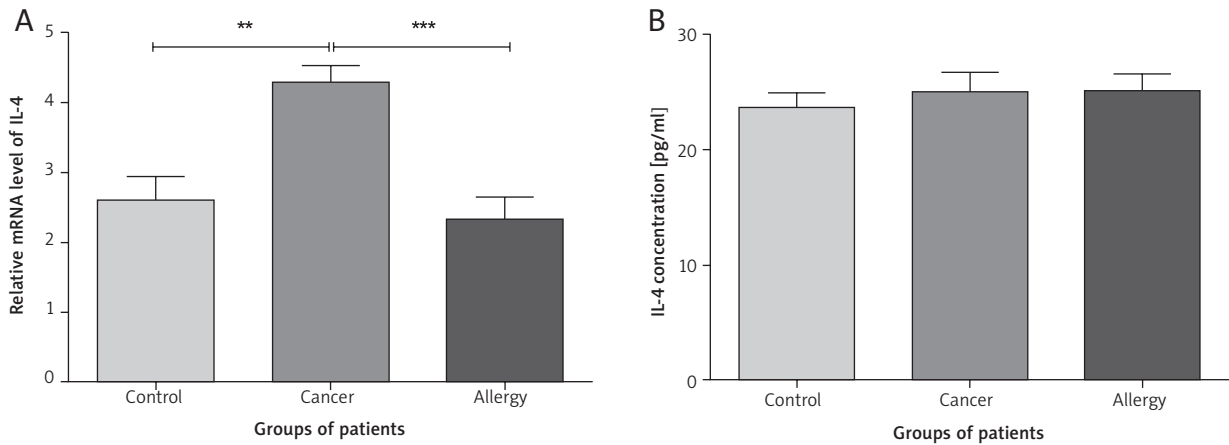 A
Relative mRNA level of IL-4
5
4
3
2
1
0
**
***
Control Cancer Allergy
Groups of patients
B
IL-4 concentration [pg/ml]
30
20
10
0
Control Cancer Allergy
Groups of patients